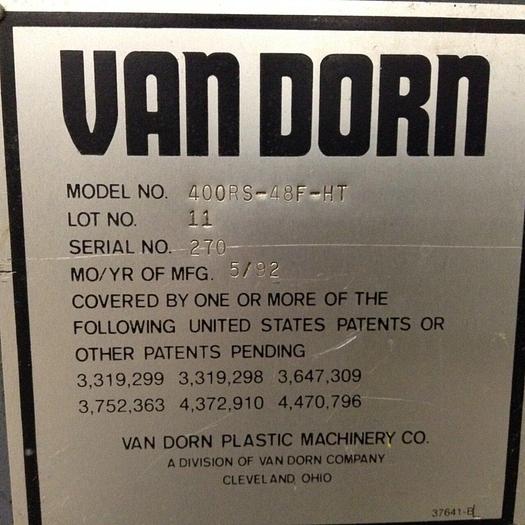 VAN DORN
MODEL NO. 400RS-48F-HT
LOT NO. 11
SERIAL NO. 270
MO/YR OF MFG. 5/92
COVERED BY ONE OR MORE OF THE
FOLLOWING UNITED STATES PATENTS OR
OTHER PATENTS PENDING
3,319,299 3,319,298 3,647,309
3,752,363 4,372,910 4,470,796
VAN DORN PLASTIC MACHINERY CO.
A DIVISION OF VAN DORN COMPANY
CLEVELAND, OHIO